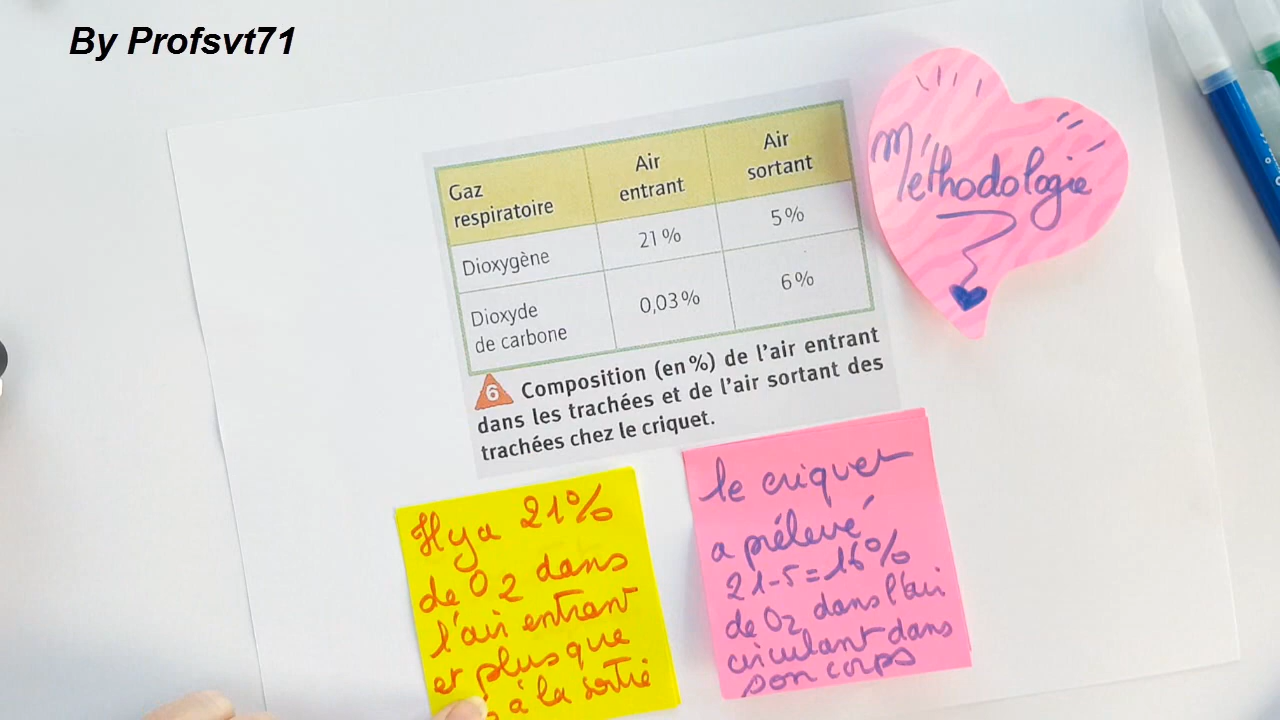 By Profsvt71
Gaz
respiratoire
Air
entrant
Air
sortant
Dioxygène
21 %
5 %
Dioxyde
de carbone
0,03 %
6 %
6 Composition (en %) de l'air entrant
dans les trachées et de l'air sortant des
trachées chez le criquet.
Méthodologie
Il y a 21%
de O2 dans
l'air entrant
et plus que
à la sortie
le criquet
a prélevé
21-5=16%
de O2 dans l'air
circulant dans
son corps